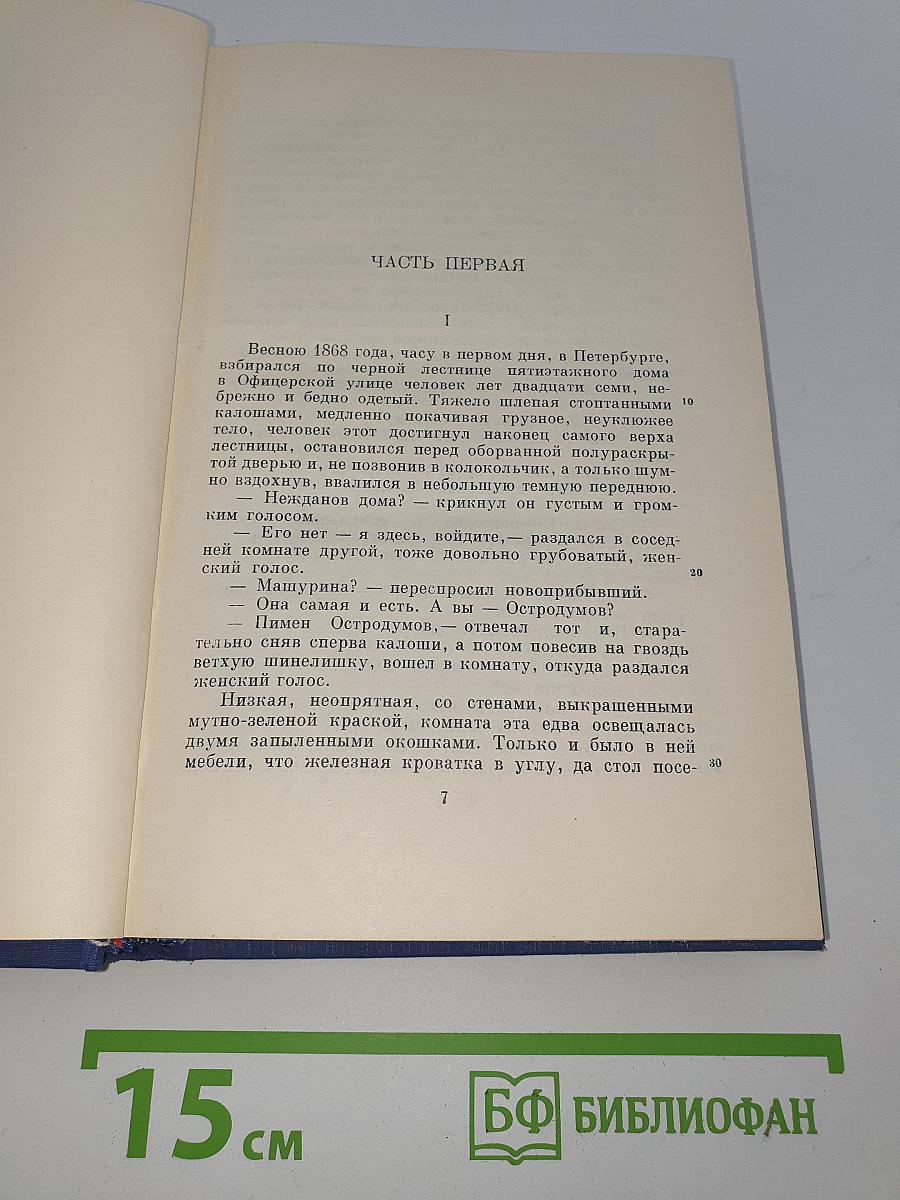 ЧАСТЬ ПЕРВАЯ
I
Весною 1868 года, часу в первом дня, в Петербурге,
взбирался по черной лестнице пятиэтажного дома
в Офицерской улице человек лет двадцати семи, не-
брежно и бедно одетый. Тяжело шлепая стоптанными 10
калошами, медленно покачивая грузное, неуклюжее
тело, человек этот достигнул наконец самого верха
лестницы, остановился перед оборванной полураскры-
той дверью и, не позвонив в колокольчик, а только шум-
но вздохнув, ввалился в небольшую темную переднюю.
— Нежданов дома? — крикнул он густым и гром-
ким голосом.
— Его нет — я здесь, войдите,— раздался в сосед-
ней комнате другой, тоже довольно грубоватый, жен-
ский голос. 20
— Машурина? — переспросил новоприбывший.
— Она самая и есть. А вы — Остродумов?
— Пимен Остродумов,— отвечал тот и, стара-
тельно сняв сперва калоши, а потом повесив на гвоздь
ветхую шинелишку, вошел в комнату, откуда раздался
женский голос.
Низкая, неопрятная, со стенами, выкрашенными
мутно-зеленой краской, комната эта едва освещалась
двумя запыленными окошками. Только и было в ней
мебели, что железная кроватка в углу, да стол посе- 30
7
15 см
БФ БИБЛИОФАН